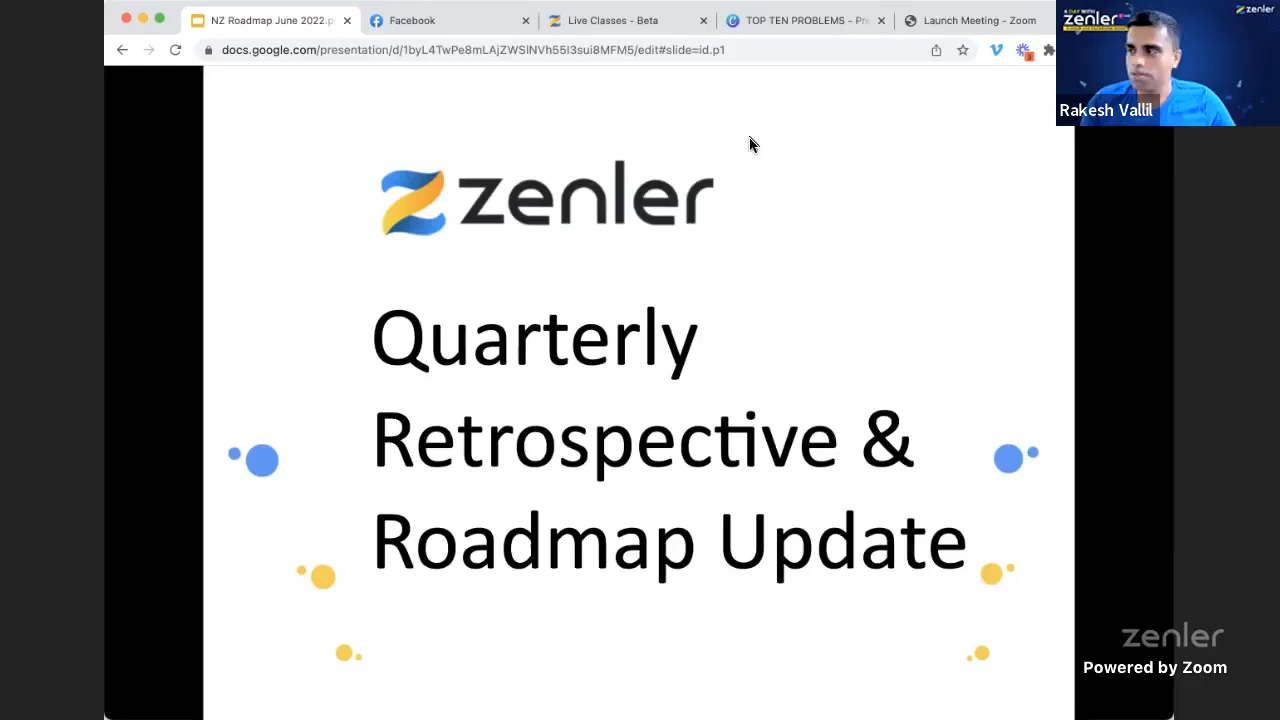 NZ Roadmap June 2022.p
Facebook
Live Classes - Beta
TOP TEN PROBLEMS - Pre
Launch Meeting - Zoom
docs.google.com/presentation/d/1byL4TwPe8mLAjZWSlNVh55I3sui8MFM5/edit#slide=id.p1
zenler
zenler
Rakesh Vallil
zenler
Quarterly
Retrospective &
Roadmap Update
zenler
Powered by Zoom